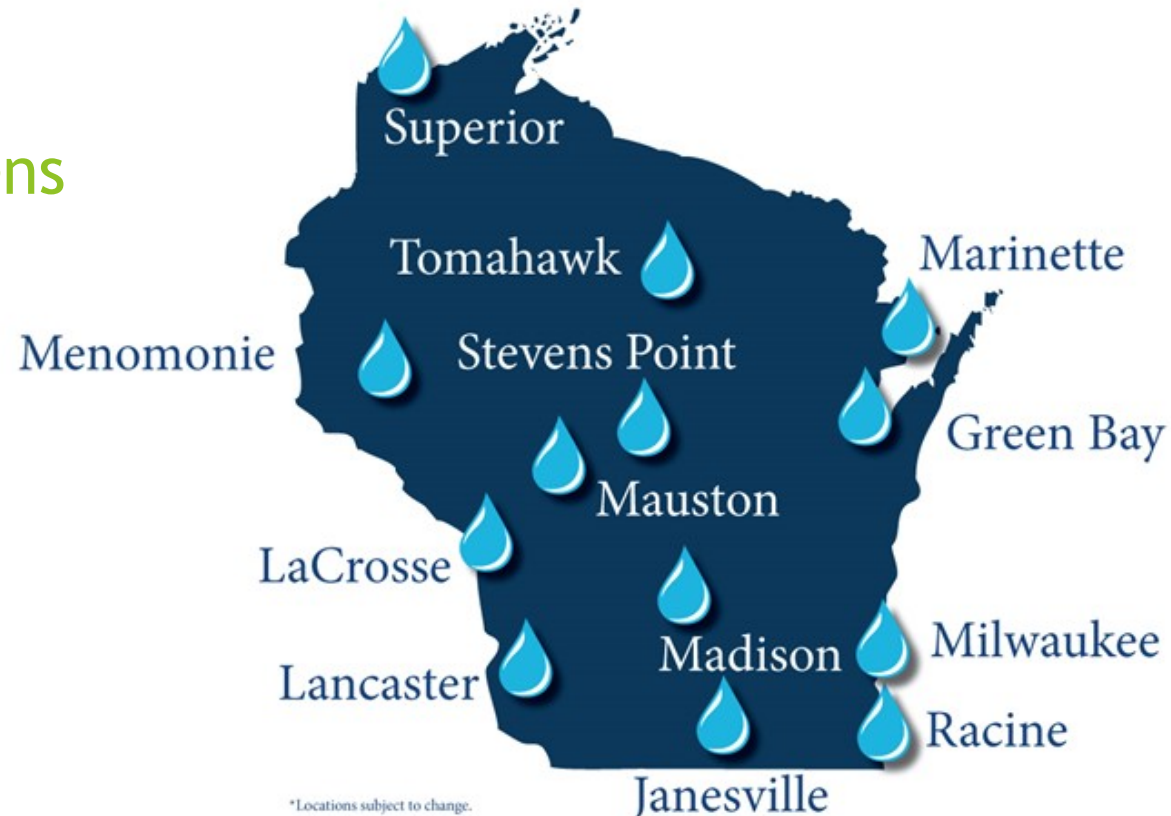 Superior
ns
Tomahawk
Marinette
Menomonie
Stevens Point
Green Bay
Mauston
LaCrosse
Madison
Milwaukee
Lancaster
Racine
Janesville
*Locations subject to change.